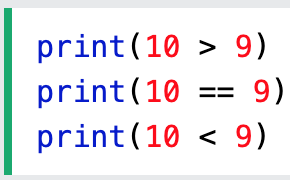 print(10 > 9)
print(10 == 9)
print(10 < 9)